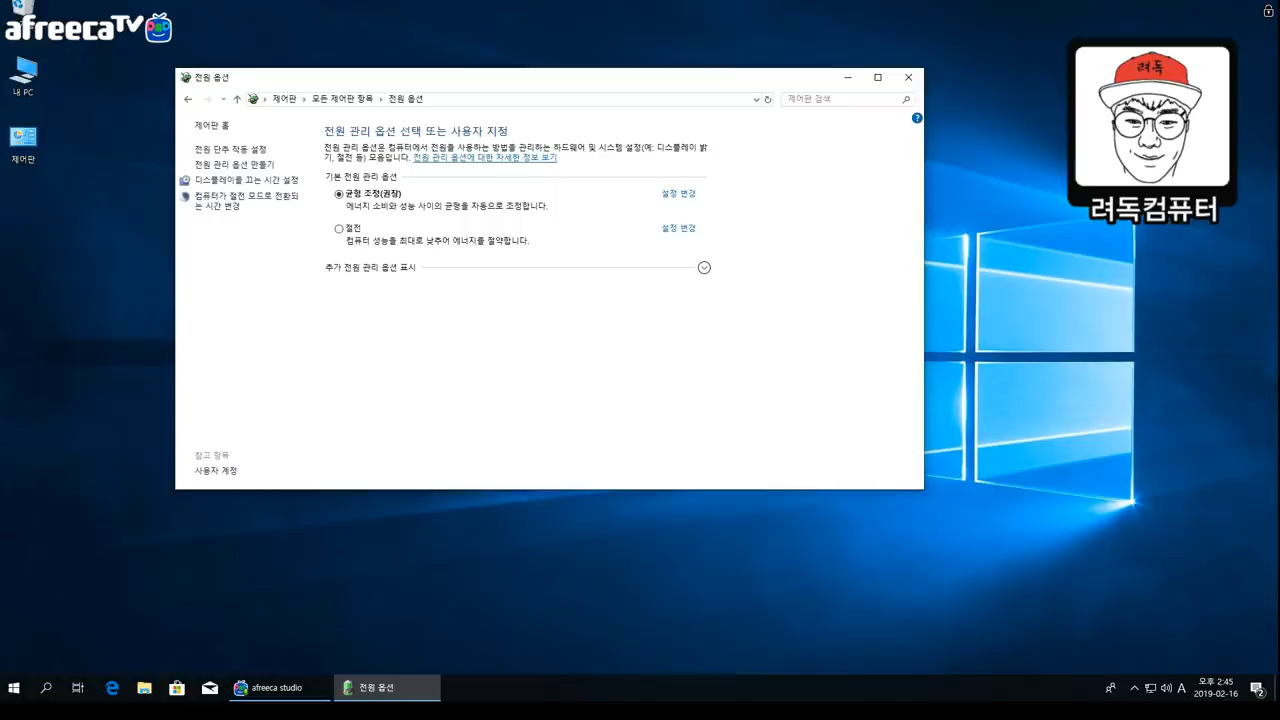 afreecaTV
내 PC
제어판
려독
려독컴퓨터
전원 옵션
제어판 › 모든 제어판 항목 › 전원 옵션
제어판 검색
제어판 홈
전원 단추 작동 설정
전원 관리 옵션 만들기
디스플레이를 끄는 시간 설정
컴퓨터가 절전 모드로 전환되
는 시간 변경
전원 관리 옵션 선택 또는 사용자 지정
전원 관리 옵션은 컴퓨터에서 전원을 사용하는 방법을 관리하는 하드웨어 및 시스템 설정(예: 디스플레이 밝
기, 절전 등) 모음입니다. 전원 관리 옵션에 대한 자세한 정보 보기
기본 전원 관리 옵션
균형 조정(권장) 설정 변경
에너지 소비와 성능 사이의 균형을 자동으로 조정합니다.
절전 설정 변경
컴퓨터 성능을 최대로 낮추어 에너지를 절약합니다.
추가 전원 관리 옵션 표시
참고 항목
사용자 계정
afreeca studio
전원 옵션
A
오후 2:45
2019-02-16
2